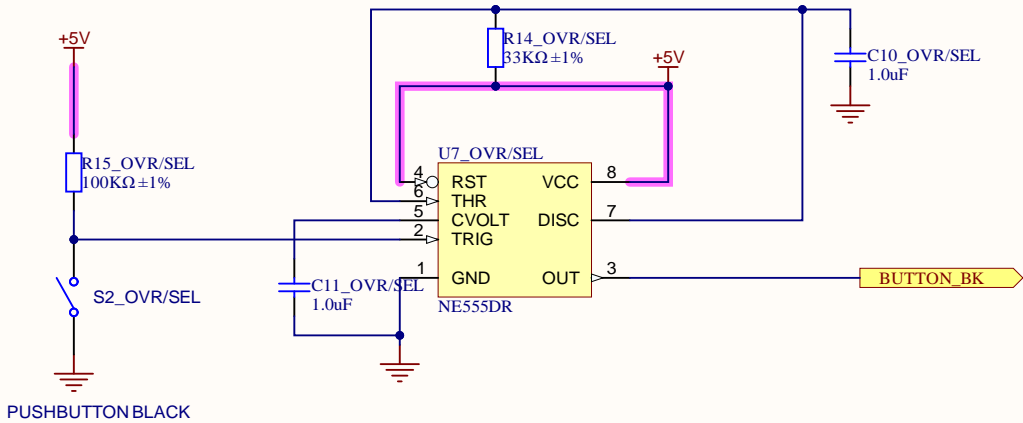 +5V
R14_OVR/SEL
33KΩ ±1%
+5V
C10_OVR/SEL
1.0uF
R15_OVR/SEL
100KΩ ±1%
U7_OVR/SEL
4 RST VCC 8
6 THR
5 CVOLT DISC 7
2 TRIG
1 GND OUT 3
BUTTON_BK
C11_OVR/SEL
1.0uF
S2_OVR/SEL
NE555DR
PUSHBUTTON BLACK